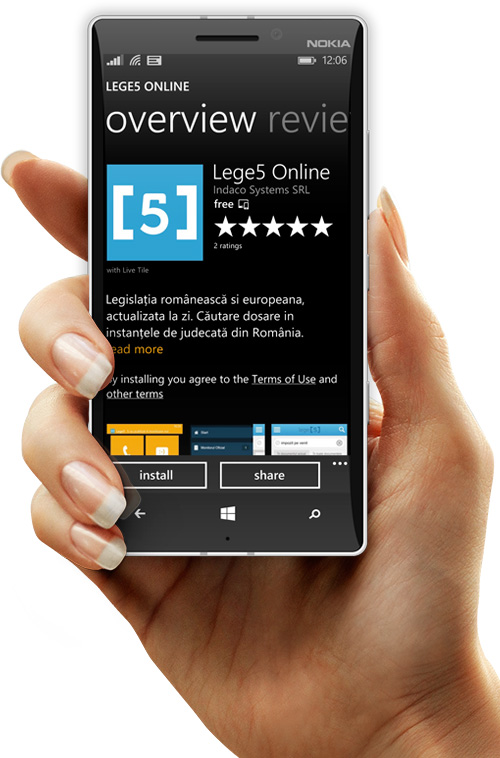 NOKIA
12:06
LEGE5 ONLINE
overview revie
[5]
Lege5 Online
Indaco Systems SRL
free
2 ratings
with Live Tile
Legislația românească si europeana,
actualizata la zi. Căutare dosare in
instanțele de judecată din România.
ead more
y installing you agree to the Terms of Use and
other terms
install
share